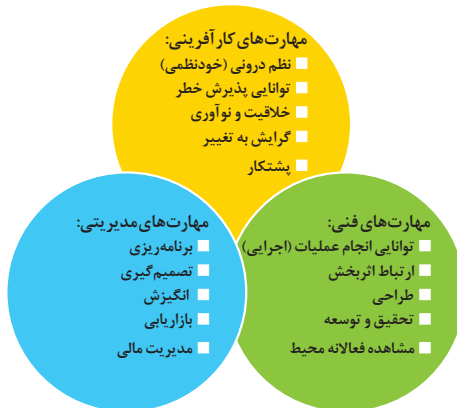 مهارت‌های کارآفرینی:
نظم درونی (خودنظمی)
توانایی پذیرش خطر
خلاقیت و نوآوری
گرایش به تغییر
پشتکار
مهارت‌های فنی:
توانایی انجام عملیات (اجرایی)
ارتباط اثربخش
طراحی
تحقیق و توسعه
مشاهده فعالانه محیط
مهارت‌های مدیریتی:
برنامه‌ریزی
تصمیم‌گیری
انگیزش
بازاریابی
مدیریت مالی